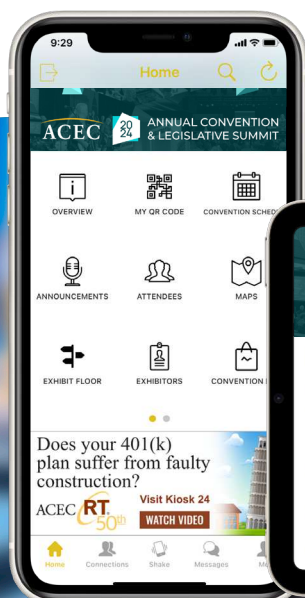 9:29
Home
ACEC 2024 ANNUAL CONVENTION
& LEGISLATIVE SUMMIT
OVERVIEW
MY QR CODE
CONVENTION SCHED
ANNOUNCEMENTS
ATTENDEES
MAPS
EXHIBIT FLOOR
EXHIBITORS
CONVENTION
Does your 401(k)
plan suffer from faulty
construction?
ACEC RT 50th
Visit Kiosk 24
WATCH VIDEO
Home
Connections
Shake
Messages
M